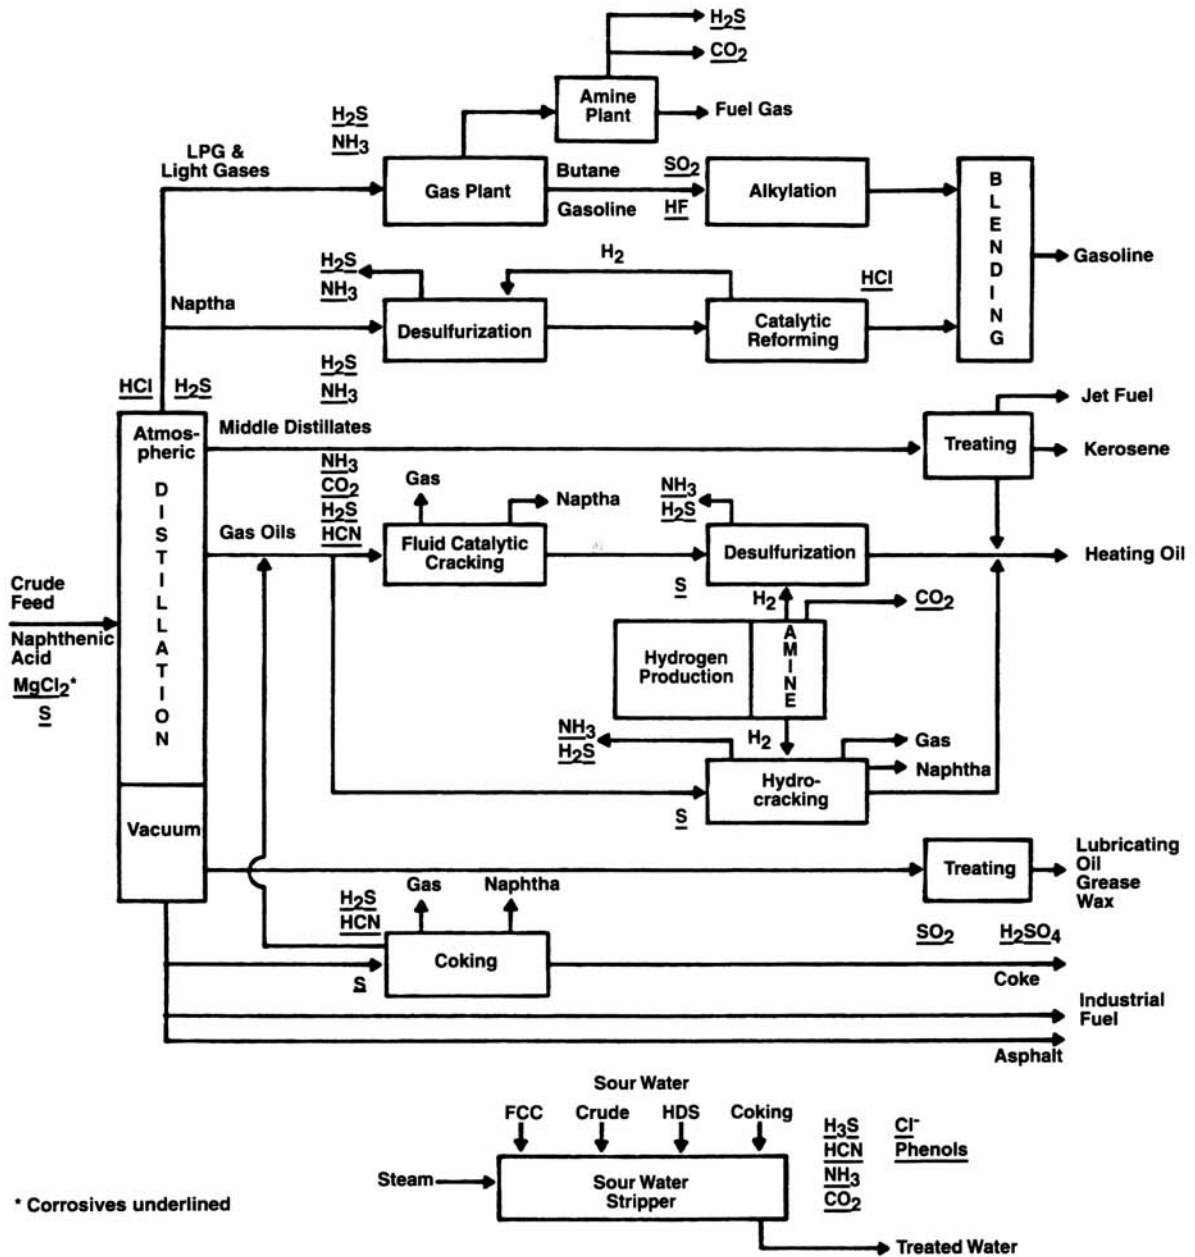 H2S
CO2
Amine
Plant
Fuel Gas
H2S
NH3
LPG &
Light Gases
Gas Plant
Butane
Gasoline
SO2
HF
Alkylation
BLENDING
Gasoline
H2S
NH3
H2
HCl
Naptha
Desulfurization
Catalytic
Reforming
H2S
NH3
HCl H2S
Jet Fuel
Middle Distillates
Treating
Kerosene
Atmos-
pheric
DISTILLATION
NH3
CO2
H2S
HCN
Gas
Naptha
NH3
H2S
Gas Oils
Fluid Catalytic
Cracking
Desulfurization
Heating Oil
S
H2
CO2
Crude
Feed
Naphthenic
Acid
MgCl2*
S
Hydrogen
Production
AMINE
NH3
H2S
H2
Gas
Naphtha
Hydro-
cracking
S
Vacuum
Treating
Lubricating
Oil
Grease
Wax
H2S
HCN
Gas
Naphtha
SO2 H2SO4
Coking
S
Coke
Industrial
Fuel
Asphalt
Sour Water
FCC Crude HDS Coking
H3S Cl-
HCN Phenols
NH3
CO2
Steam
Sour Water
Stripper
* Corrosives underlined
Treated Water